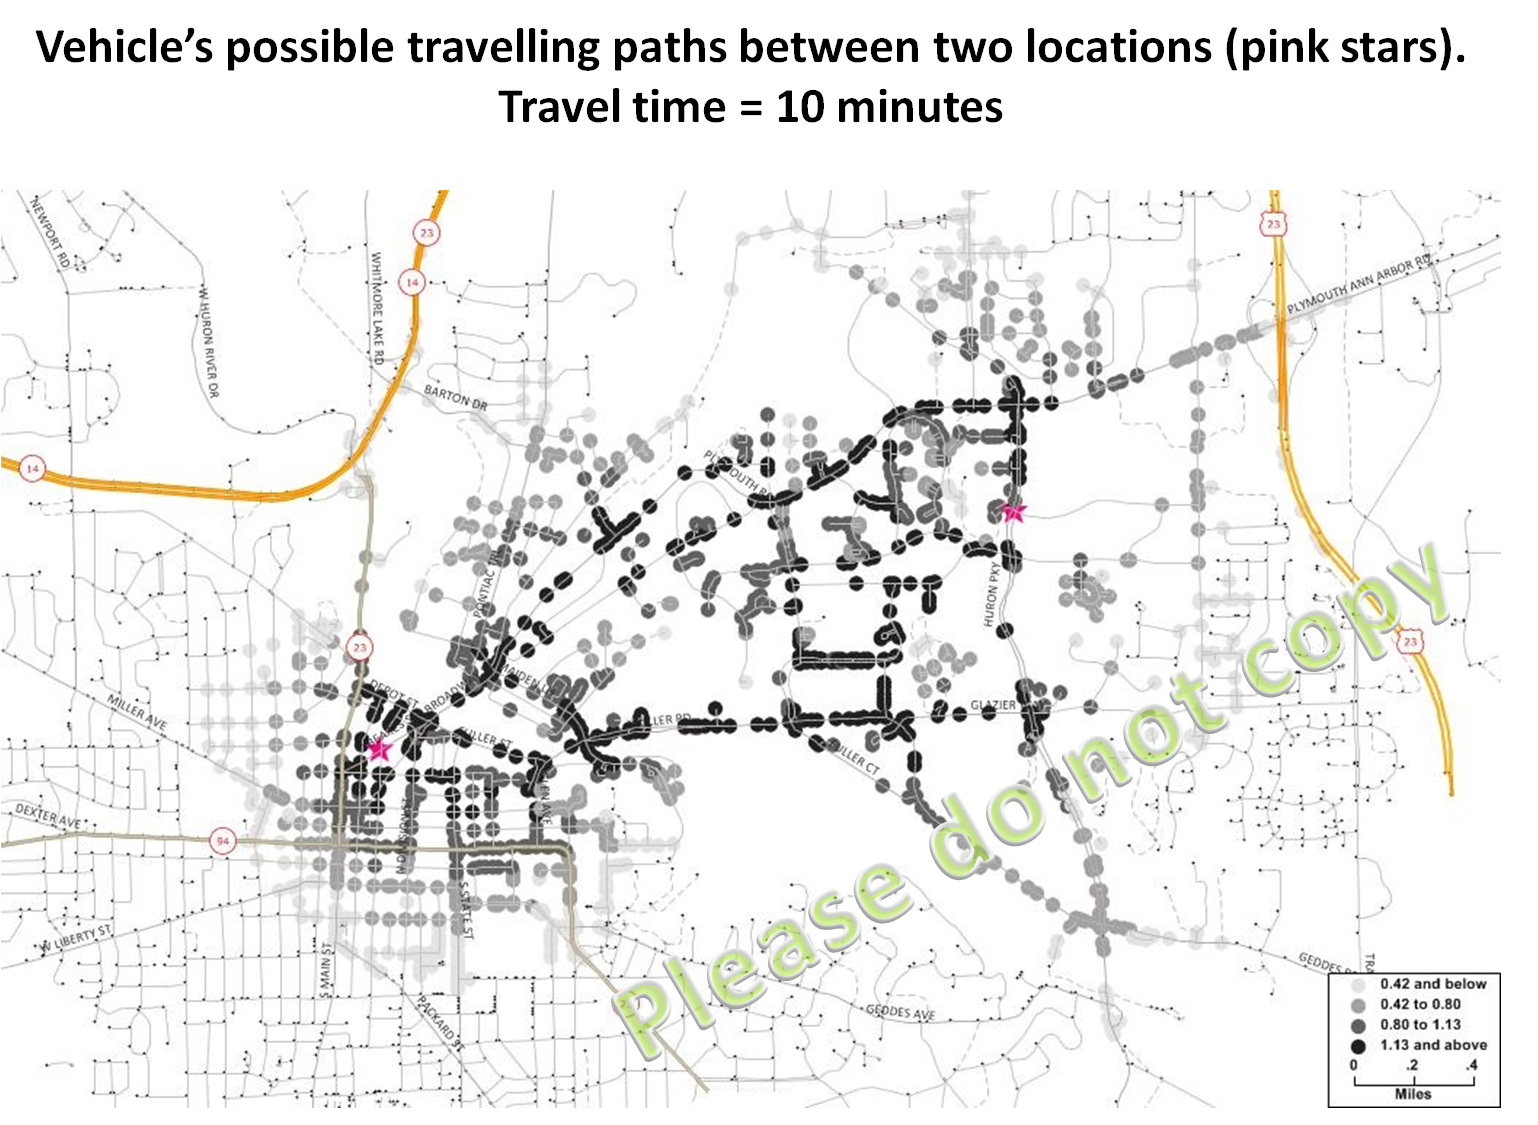 Vehicle’s possible travelling paths between two locations (pink stars).
Travel time = 10 minutes
NEWPORT RD
W HURON RIVER DR
WHITMORE LAKE RD
23
14
23
PLYMOUTH ANN ARBOR RD
BARTON DR
14
PONTIAC TRL
HURON PKY
23
23
MILLER AVE
DEPOT ST
BROADWAY
MAIDEN LN
FULLER ST
FULLER RD
GLAZIER
FULLER CT
DEXTER AVE
94
N DIVISION ST
S STATE ST
W LIBERTY ST
S MAIN ST
PACKARD ST
GEDDES AVE
GEDDES
Please do not copy
0.42 and below
0.42 to 0.80
0.80 to 1.13
1.13 and above
0 .2 .4
Miles